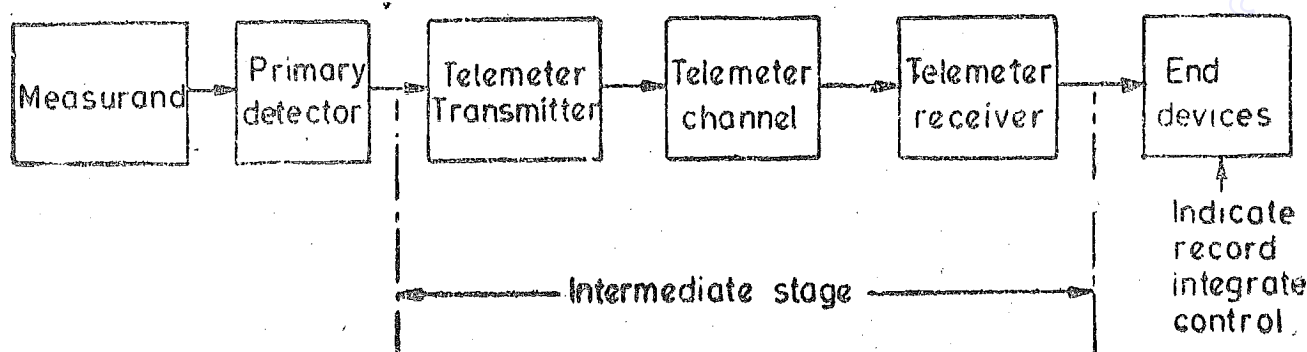 Measurand
Primary
detector
Telemeter
Transmitter
Telemeter
channel
Telemeter
receiver
End
devices
Indicate
record
integrate
control
Intermediate stage